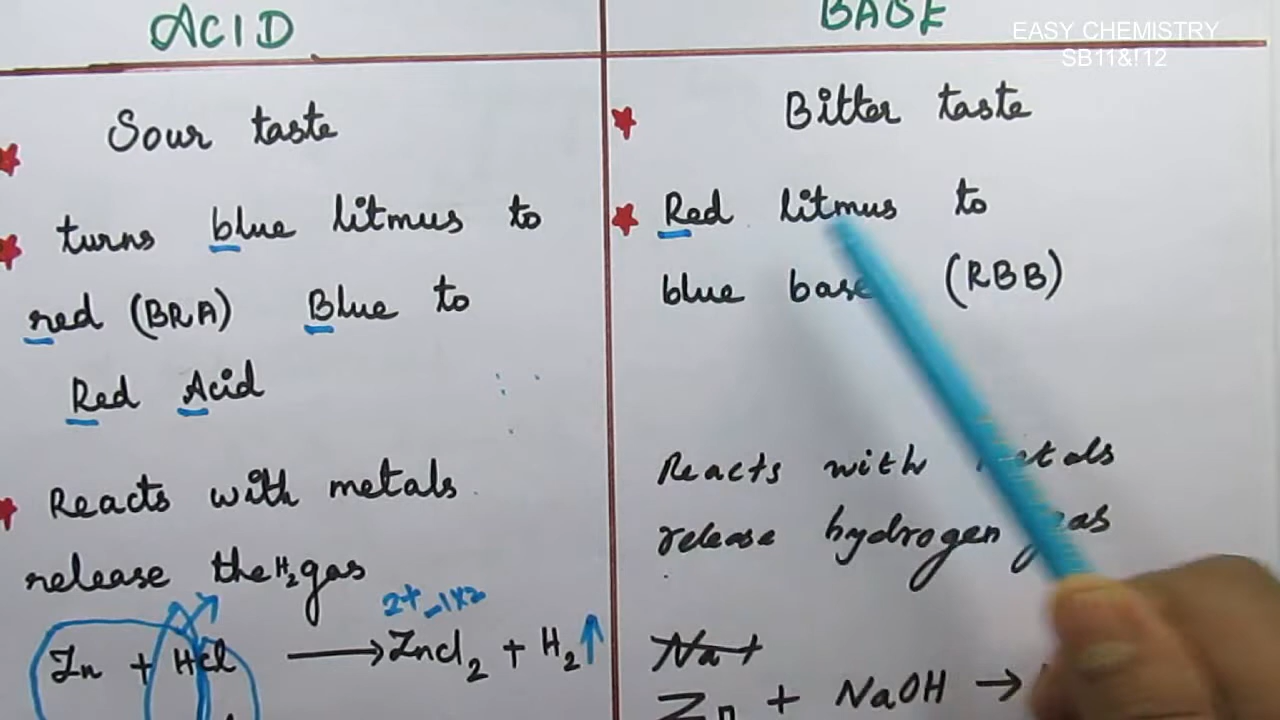 ACID
Sour taste
turns blue litmus to
red (BRA) Blue to
Red Acid
Reacts with metals
release the H2 gas
2+ -1×2
Zn + HCl → ZnCl2 + H2↑
BASE
EASY CHEMISTRY
SB11&!12
Bitter taste
Red litmus to
blue base (RBB)
Reacts with metals
release hydrogen gas
Na +
Zn + NaOH →